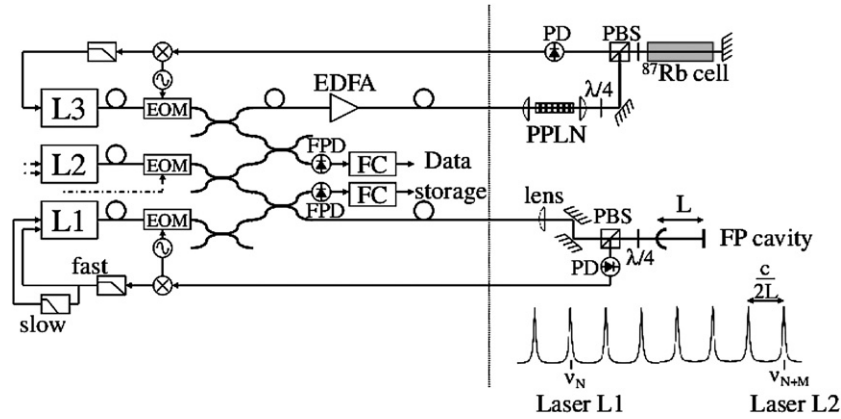 PD
PBS
87Rb cell
EDFA
λ/4
PPLN
L3
EOM
FPD
FC
Data
L2
EOM
FC
storage
FPD
L1
EOM
lens
PBS
L
FP cavity
λ/4
PD
fast
slow
c
2L
νN
νN+M
Laser L1
Laser L2